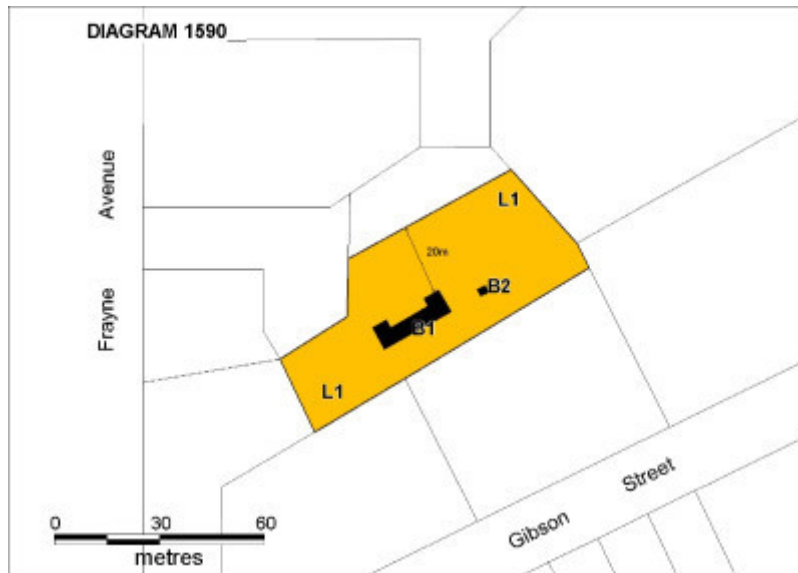 DIAGRAM 1590
Avenue
Frayne
L1
20m
B2
B1
L1
Street
Gibson
0 30 60
metres